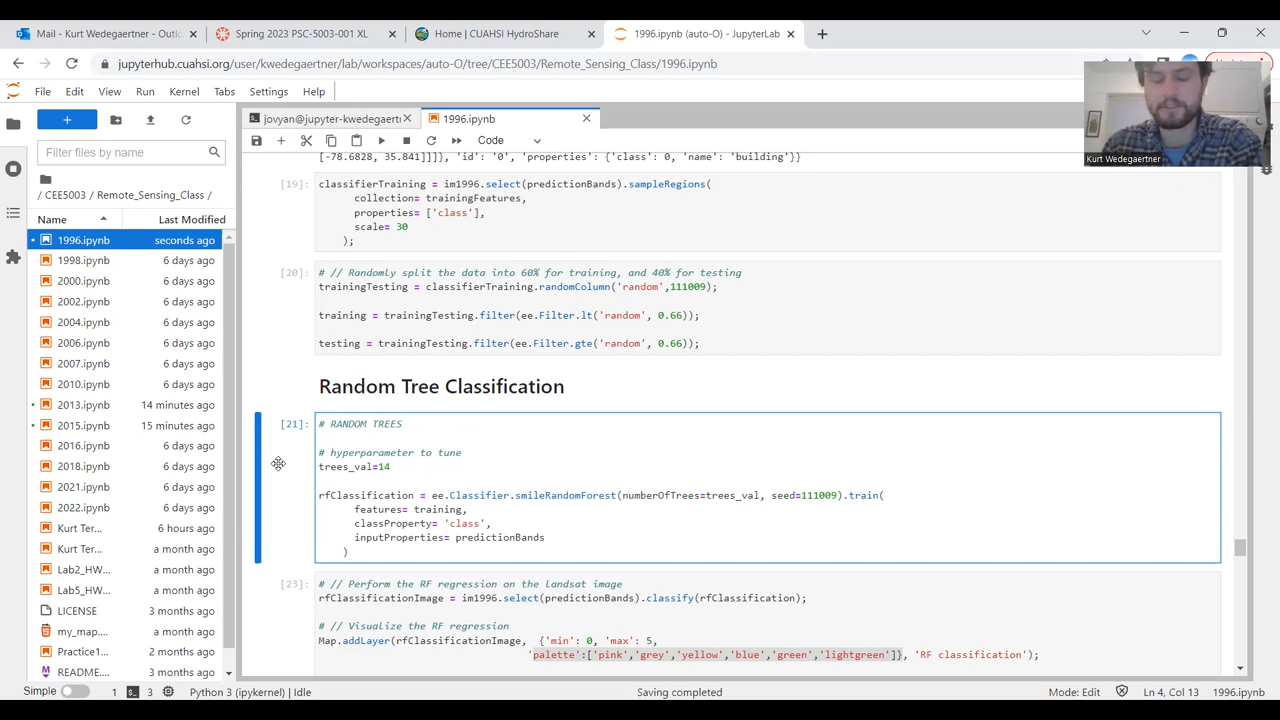 Mail - Kurt Wedegaertner - Outlo
Spring 2023 PSC-5003-001 XL
Home | CUAHSI HydroShare
1996.ipynb (auto-O) - JupyterLab
jupyterhub.cuahsi.org/user/kwedegaertner/lab/workspaces/auto-O/tree/CEE5003/Remote_Sensing_Class/1996.ipynb
File Edit View Run Kernel Tabs Settings Help
Kurt Wedegaertner
jovyan@jupyter-kwedegaertn
1996.ipynb
Code
Filter files by name
/ CEE5003 / Remote_Sensing_Class /
Name Last Modified
1996.ipynb seconds ago
1998.ipynb 6 days ago
2000.ipynb 6 days ago
2002.ipynb 6 days ago
2004.ipynb 6 days ago
2006.ipynb 6 days ago
2007.ipynb 6 days ago
2010.ipynb 6 days ago
2013.ipynb 14 minutes ago
2015.ipynb 15 minutes ago
2016.ipynb 6 days ago
2018.ipynb 6 days ago
2021.ipynb 6 days ago
2022.ipynb 6 days ago
Kurt Ter... 6 hours ago
Kurt Ter... a month ago
Lab2_HW... a month ago
Lab5_HW... a month ago
LICENSE 3 months ago
my_map.... a month ago
Practice1... a month ago
README.... 3 months ago
[-78.6828, 35.841]]]}, 'id': '0', 'properties': {'class': 0, 'name': 'building'}}
[19]: classifierTraining = im1996.select(predictionBands).sampleRegions(
collection= trainingFeatures,
properties= ['class'],
scale= 30
);
[20]: # // Randomly split the data into 60% for training, and 40% for testing
trainingTesting = classifierTraining.randomColumn('random',111009);
training = trainingTesting.filter(ee.Filter.lt('random', 0.66));
testing = trainingTesting.filter(ee.Filter.gte('random', 0.66));
Random Tree Classification
[21]: # RANDOM TREES
# hyperparameter to tune
trees_val=14
rfClassification = ee.Classifier.smileRandomForest(numberOfTrees=trees_val, seed=111009).train(
features= training,
classProperty= 'class',
inputProperties= predictionBands
)
[23]: # // Perform the RF regression on the landsat image
rfClassificationImage = im1996.select(predictionBands).classify(rfClassification);
# // Visualize the RF regression
Map.addLayer(rfClassificationImage, {'min': 0, 'max': 5,
'palette':['pink','grey','yellow','blue','green','lightgreen']}, 'RF classification');
Simple 1 3 Python 3 (ipykernel) | Idle Saving completed Mode: Edit Ln 4, Col 13 1996.ipynb